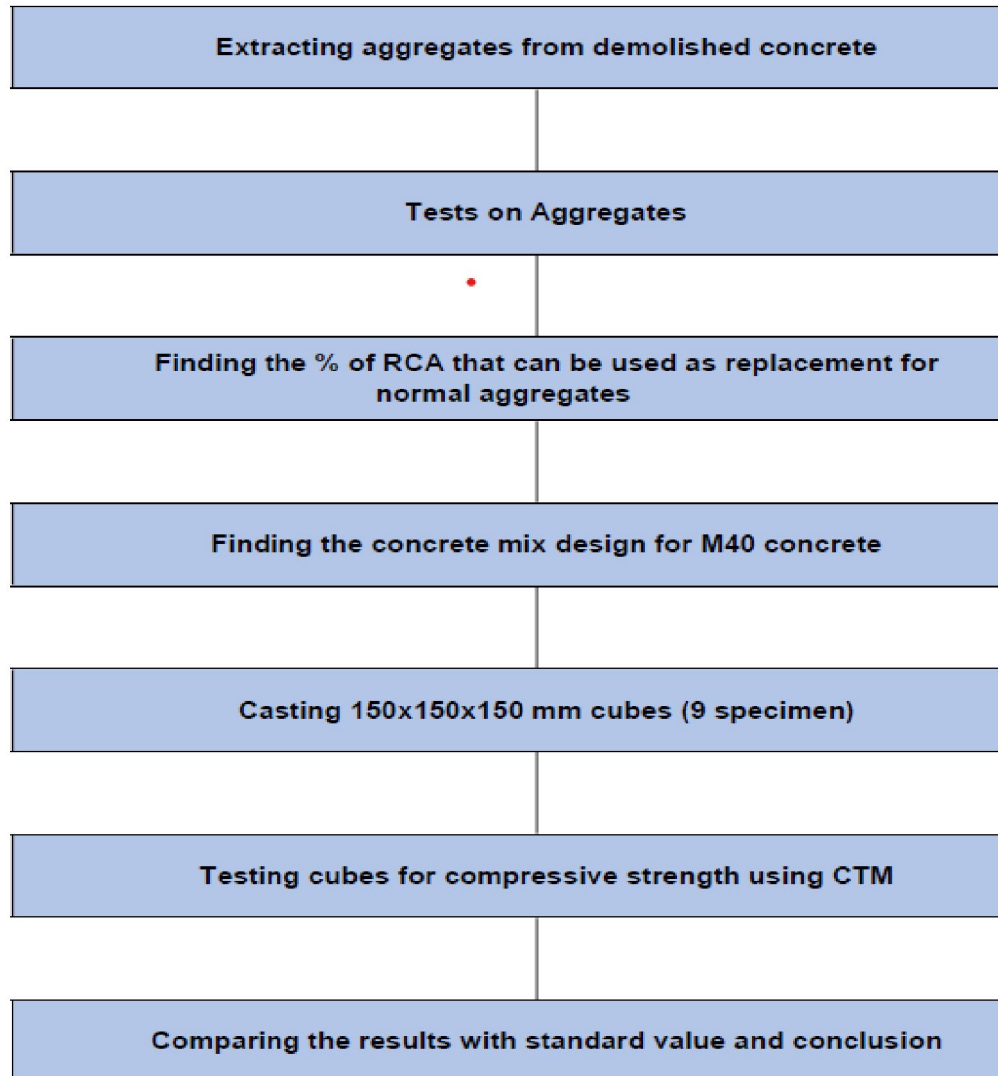 Extracting aggregates from demolished concrete
Tests on Aggregates
Finding the % of RCA that can be used as replacement for
normal aggregates
Finding the concrete mix design for M40 concrete
Casting 150x150x150 mm cubes (9 specimen)
Testing cubes for compressive strength using CTM
Comparing the results with standard value and conclusion